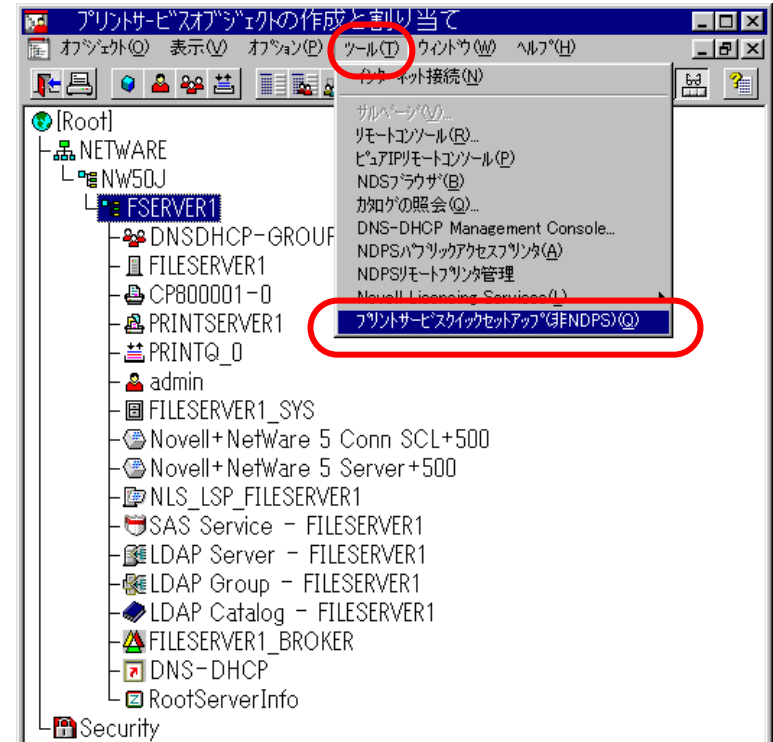 プリントサービスオブジェクトの作成と割り当て
オブジェクト(O) 表示(V) オプション(P) ツール(T) ウィンドウ(W) ヘルプ(H)
インターネット接続(N)
サルベージ(V)...
リモートコンソール(R)...
ピュアIPリモートコンソール(P)
NDSブラウザ(B)
カタログの照会(Q)...
DNS-DHCP Management Console...
NDPSパブリックアクセスプリンタ(A)
NDPSリモートプリンタ管理
Novell Licensing Services(L)
プリントサービスクイックセットアップ(非NDPS)(Q)
[Root]
NETWARE
NW50J
FSERVER1
DNSDHCP-GROUP
FILESERVER1
CP800001-0
PRINTSERVER1
PRINTQ_0
admin
FILESERVER1_SYS
Novell+NetWare 5 Conn SCL+500
Novell+NetWare 5 Server+500
NLS_LSP_FILESERVER1
SAS Service - FILESERVER1
LDAP Server - FILESERVER1
LDAP Group - FILESERVER1
LDAP Catalog - FILESERVER1
FILESERVER1_BROKER
DNS-DHCP
RootServerInfo
Security